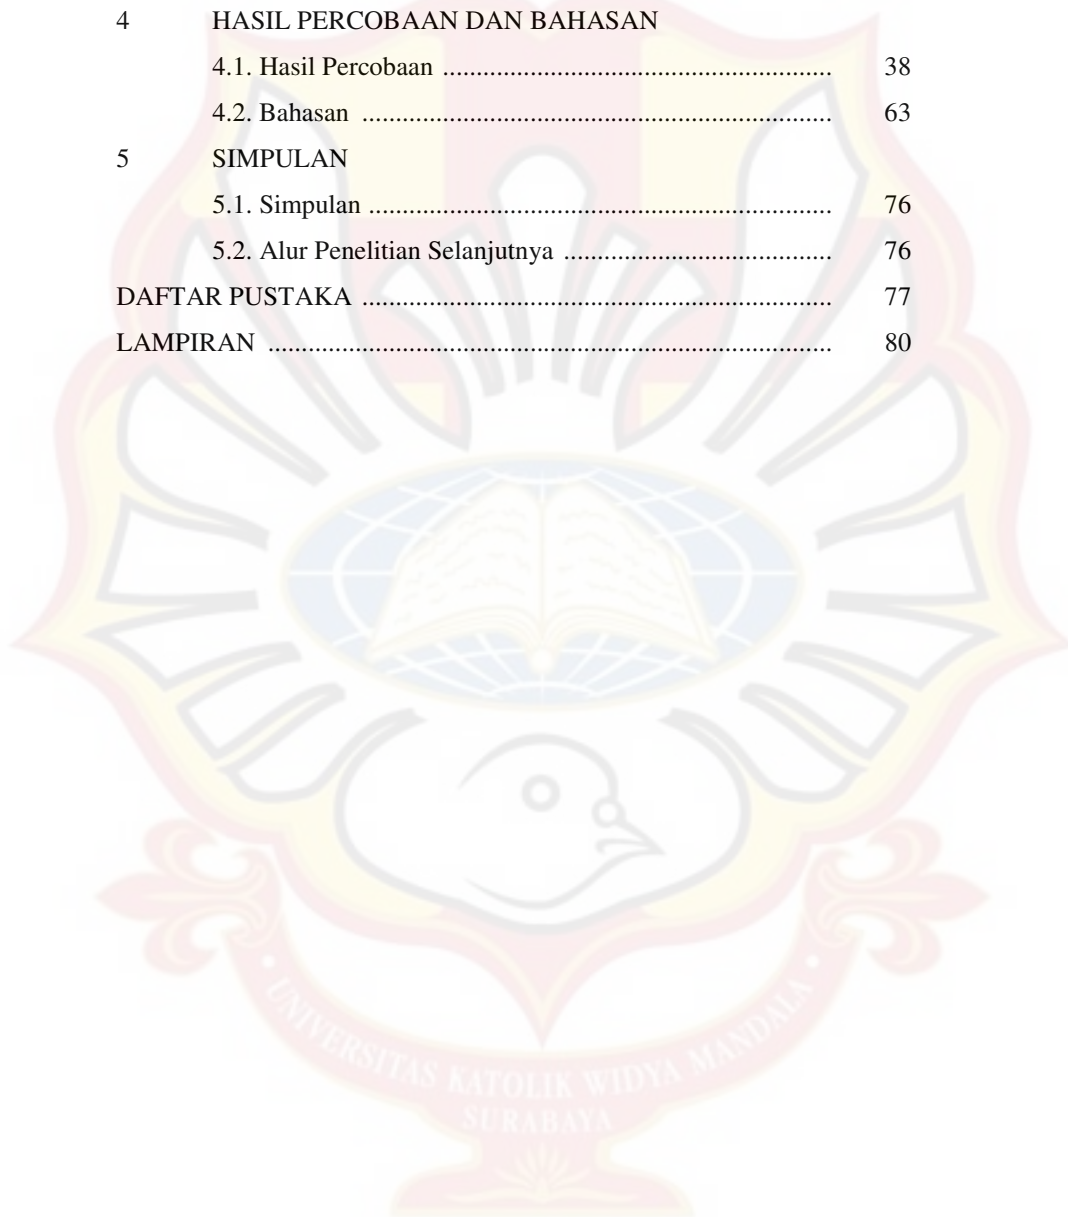 4 HASIL PERCOBAAN DAN BAHASAN
4.1. Hasil Percobaan .......................................................... 38
4.2. Bahasan ...................................................................... 63
5 SIMPULAN
5.1. Simpulan ..................................................................... 76
5.2. Alur Penelitian Selanjutnya ........................................ 76
DAFTAR PUSTAKA ...................................................................... 77
LAMPIRAN .................................................................................... 80
UNIVERSITAS KATOLIK WIDYA MANDALA
SURABAYA